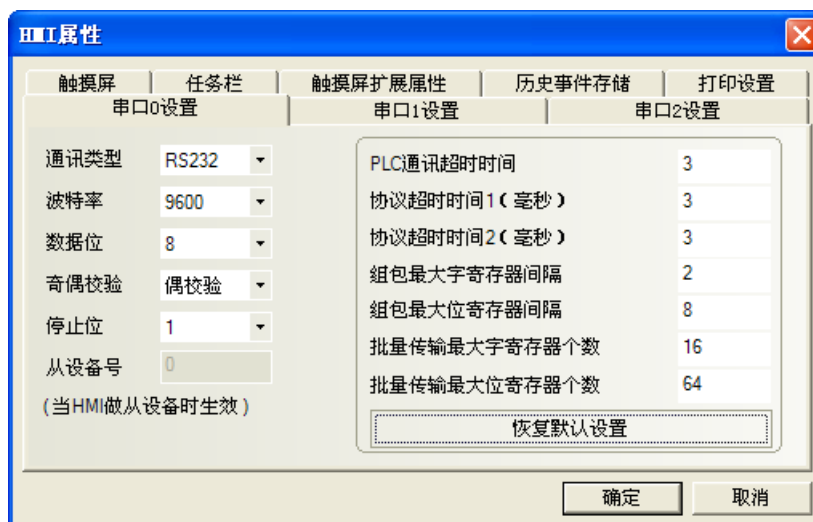 HMI属性
触摸屏 任务栏 触摸屏扩展属性 历史事件存储 打印设置
串口0设置 串口1设置 串口2设置
通讯类型 RS232
波特率 9600
数据位 8
奇偶校验 偶校验
停止位 1
从设备号 0
(当HMI做从设备时生效)
PLC通讯超时时间 3
协议超时时间1(毫秒) 3
协议超时时间2(毫秒) 3
组包最大字寄存器间隔 2
组包最大位寄存器间隔 8
批量传输最大字寄存器个数 16
批量传输最大位寄存器个数 64
恢复默认设置
确定 取消